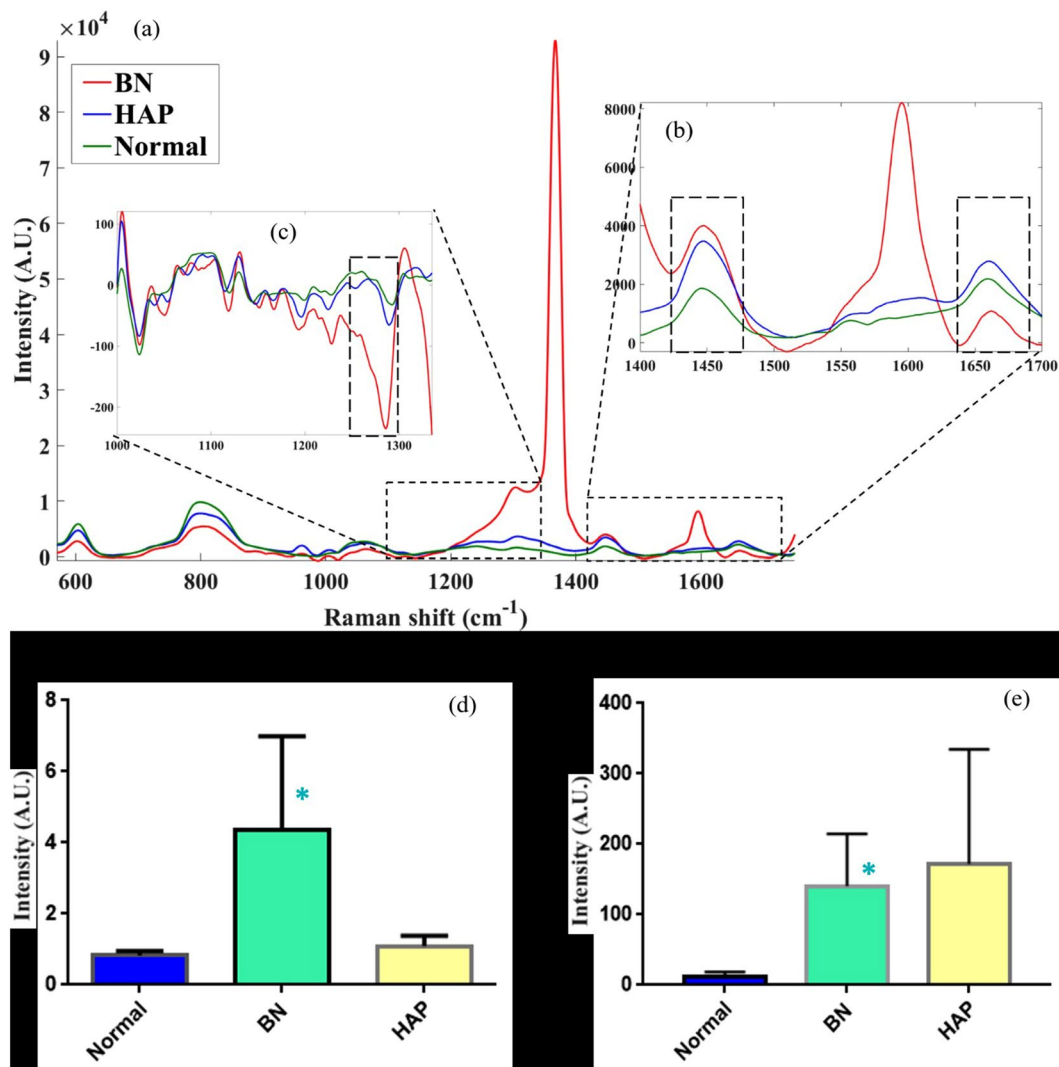 ×10⁴
(a)
BN
HAP
Normal
Intensity (A.U.)
9
8
7
6
5
4
3
2
1
0
600
800
1000
1200
1400
1600
Raman shift (cm⁻¹)
(b)
8000
6000
4000
2000
0
1400
1450
1500
1550
1600
1650
1700
(c)
100
0
-100
-200
1000
1100
1200
1300
(d)
Intensity (A.U.)
8
6
4
2
0
*
Normal
BN
HAP
(e)
Intensity (A.U.)
400
300
200
100
0
*
Normal
BN
HAP